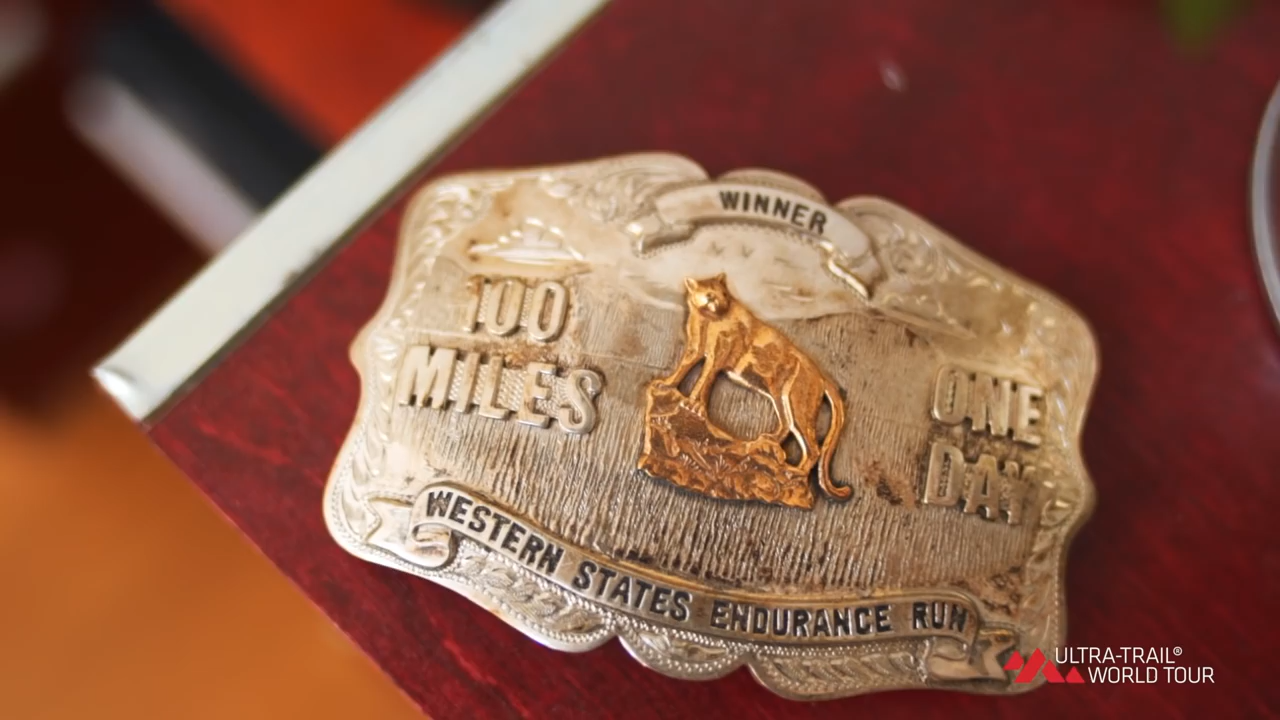 WINNER
100
MILES
ONE
DAY
WESTERN STATES ENDURANCE RUN
ULTRA-TRAIL®
WORLD TOUR